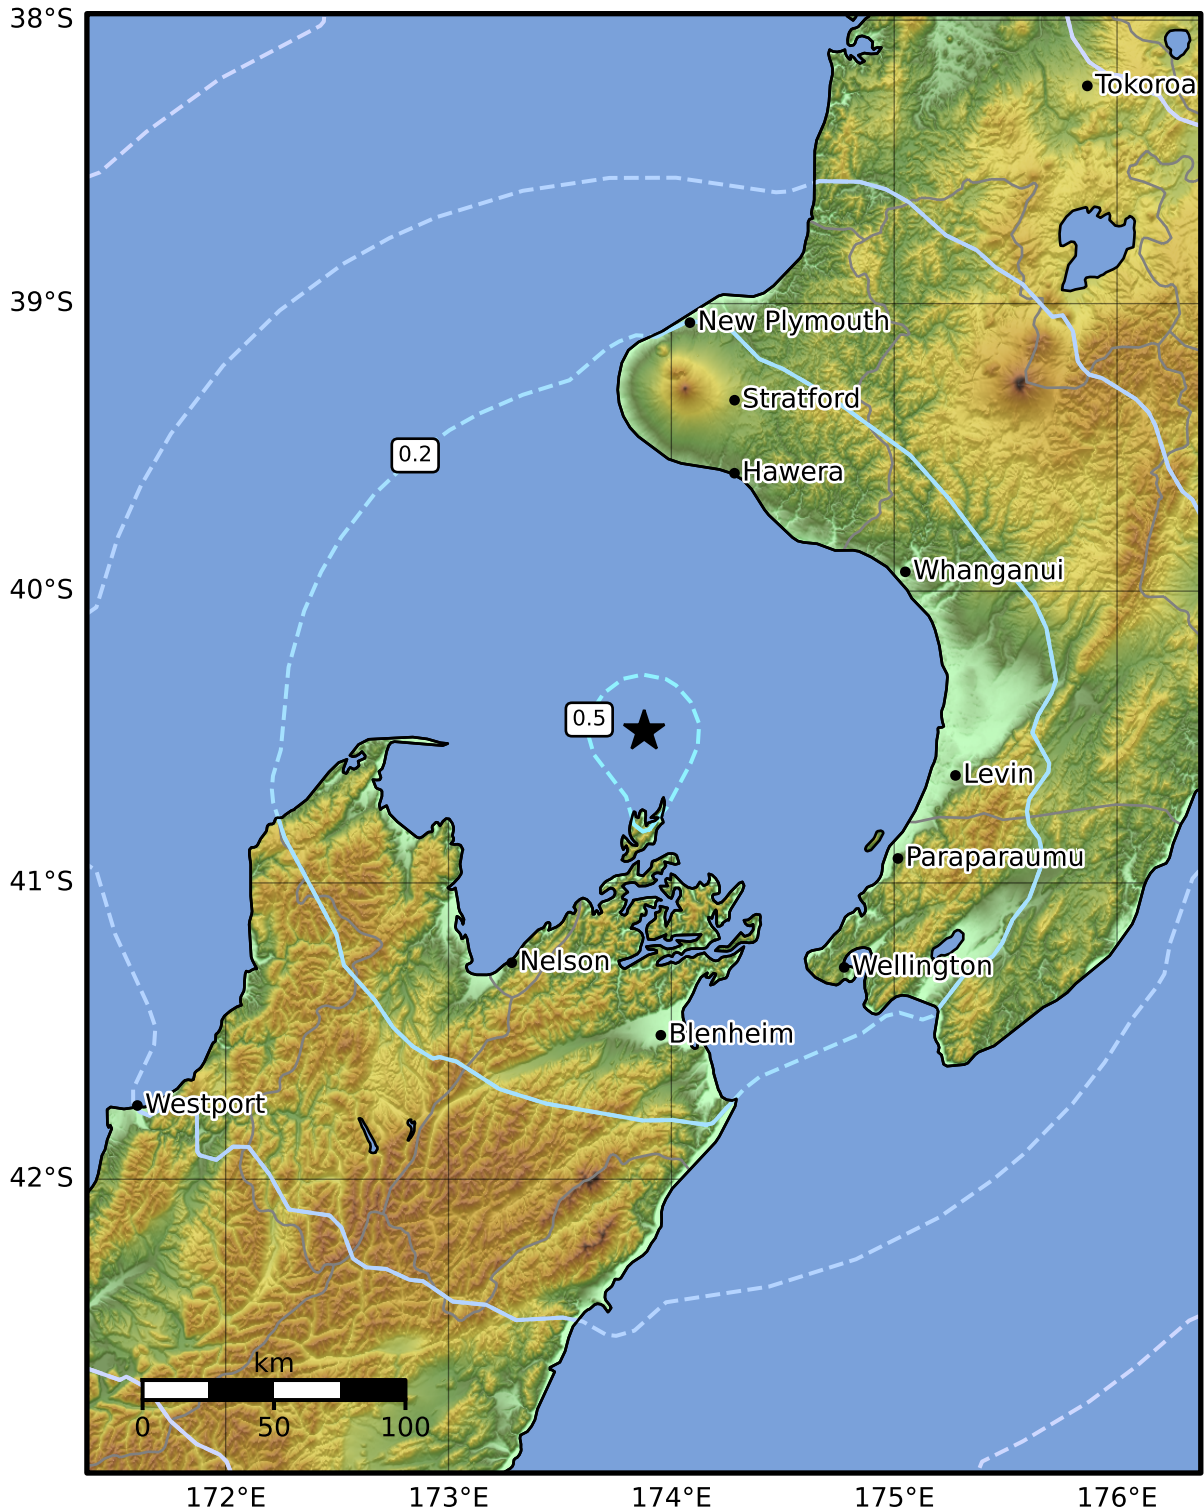 38°S
Tokoroa
39°S
New Plymouth
Stratford
0.2
Hawera
Whanganui
40°S
0.5
Levin
Paraparaumu
41°S
Nelson
Wellington
Blenheim
Westport
42°S
km
0 50 100
172°E 173°E 174°E 175°E 176°E